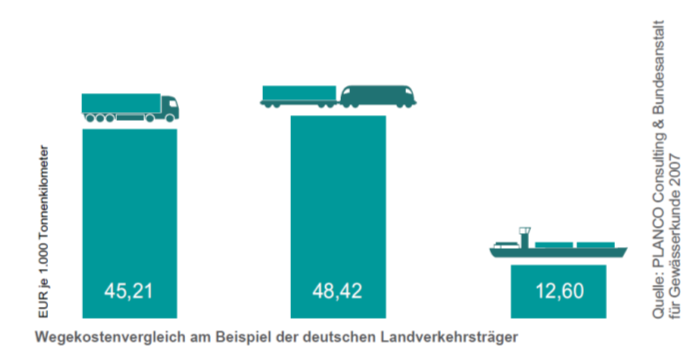 EUR je 1.000 Tonnenkilometer
45,21
48,42
12,60
Wegekostenvergleich am Beispiel der deutschen Landverkehrsträger
Quelle: PLANCO Consulting & Bundesanstalt
für Gewässerkunde 2007